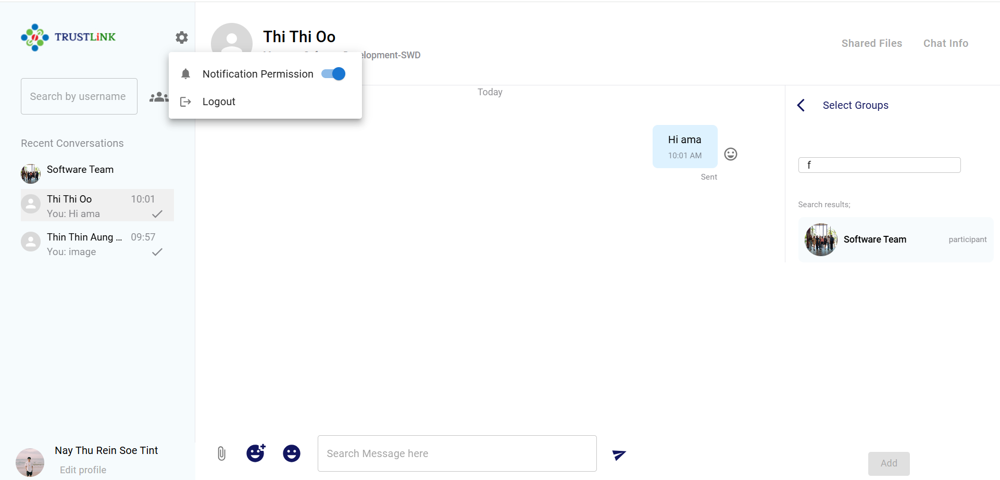 TRUSTLiNK
Search by username
Recent Conversations
Software Team
Thi Thi Oo 10:01
You: Hi ama
Thin Thin Aung ... 09:57
You: image
Nay Thu Rein Soe Tint
Edit profile
Notification Permission
Logout
Thi Thi Oo
elopment-SWD
Shared Files
Chat Info
Today
Hi ama
10:01 AM
Sent
Search Message here
Select Groups
f
Search results;
Software Team participant
Add